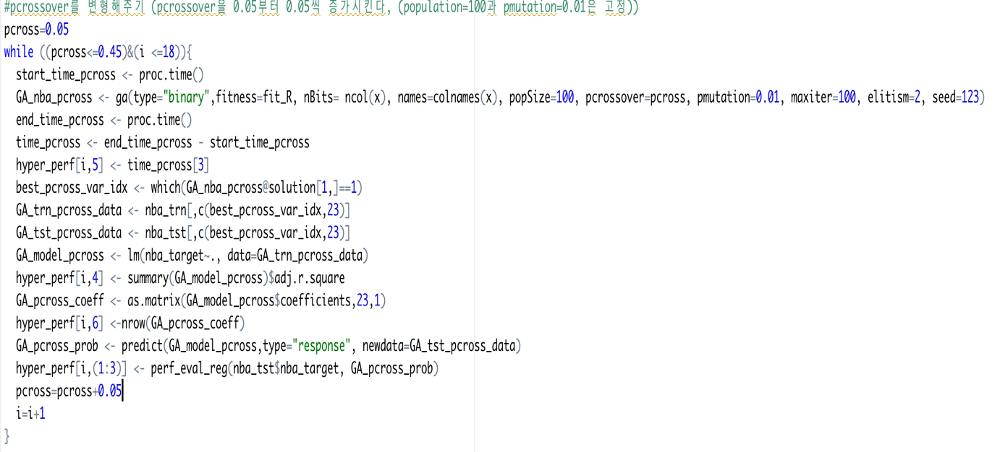 #pcrossover를 변형해주기 (pcrossover을 0.05부터 0.05씩 증가시킨다, (population=100과 pmutation=0.01은 고정))
pcross=0.05
while ((pcross<=0.45)&(i <=18)){
  start_time_pcross <- proc.time()
  GA_nba_pcross <- ga(type="binary",fitness=fit_R, nBits= ncol(x), names=colnames(x), popSize=100, pcrossover=pcross, pmutation=0.01, maxiter=100, elitism=2, seed=123)
  end_time_pcross <- proc.time()
  time_pcross <- end_time_pcross - start_time_pcross
  hyper_perf[i,5] <- time_pcross[3]
  best_pcross_var_idx <- which(GA_nba_pcross@solution[1,]==1)
  GA_trn_pcross_data <- nba_trn[,c(best_pcross_var_idx,23)]
  GA_tst_pcross_data <- nba_tst[,c(best_pcross_var_idx,23)]
  GA_model_pcross <- lm(nba_target~., data=GA_trn_pcross_data)
  hyper_perf[i,4] <- summary(GA_model_pcross)$adj.r.square
  GA_pcross_coeff <- as.matrix(GA_model_pcross$coefficients,23,1)
  hyper_perf[i,6] <-nrow(GA_pcross_coeff)
  GA_pcross_prob <- predict(GA_model_pcross,type="response", newdata=GA_tst_pcross_data)
  hyper_perf[i,(1:3)] <- perf_eval_reg(nba_tst$nba_target, GA_pcross_prob)
  pcross=pcross+0.05
  i=i+1
}